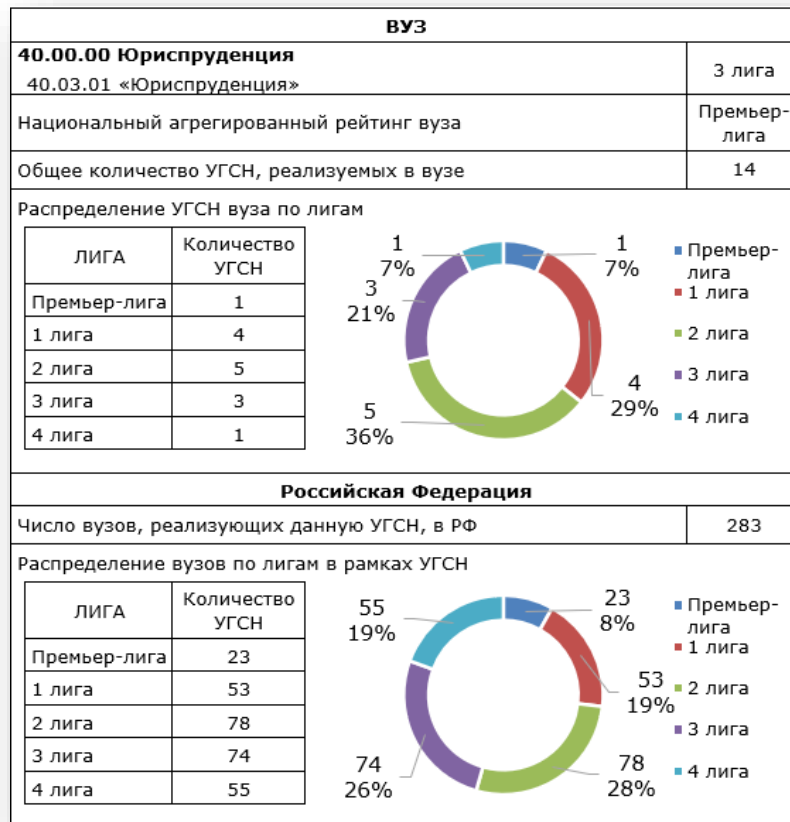 ВУЗ
40.00.00 Юриспруденция
40.03.01 «Юриспруденция»
3 лига
Национальный агрегированный рейтинг вуза
Премьер-
лига
Общее количество УГСН, реализуемых в вузе
14
Распределение УГСН вуза по лигам
ЛИГА
Количество
УГСН
Премьер-лига
1
1 лига
4
2 лига
5
3 лига
3
4 лига
1
1
7%
1
7%
3
21%
4
29%
5
36%
Премьер-
лига
1 лига
2 лига
3 лига
4 лига
Российская Федерация
Число вузов, реализующих данную УГСН, в РФ
283
Распределение вузов по лигам в рамках УГСН
ЛИГА
Количество
УГСН
Премьер-лига
23
1 лига
53
2 лига
78
3 лига
74
4 лига
55
55
19%
23
8%
53
19%
74
26%
78
28%
Премьер-
лига
1 лига
2 лига
3 лига
4 лига